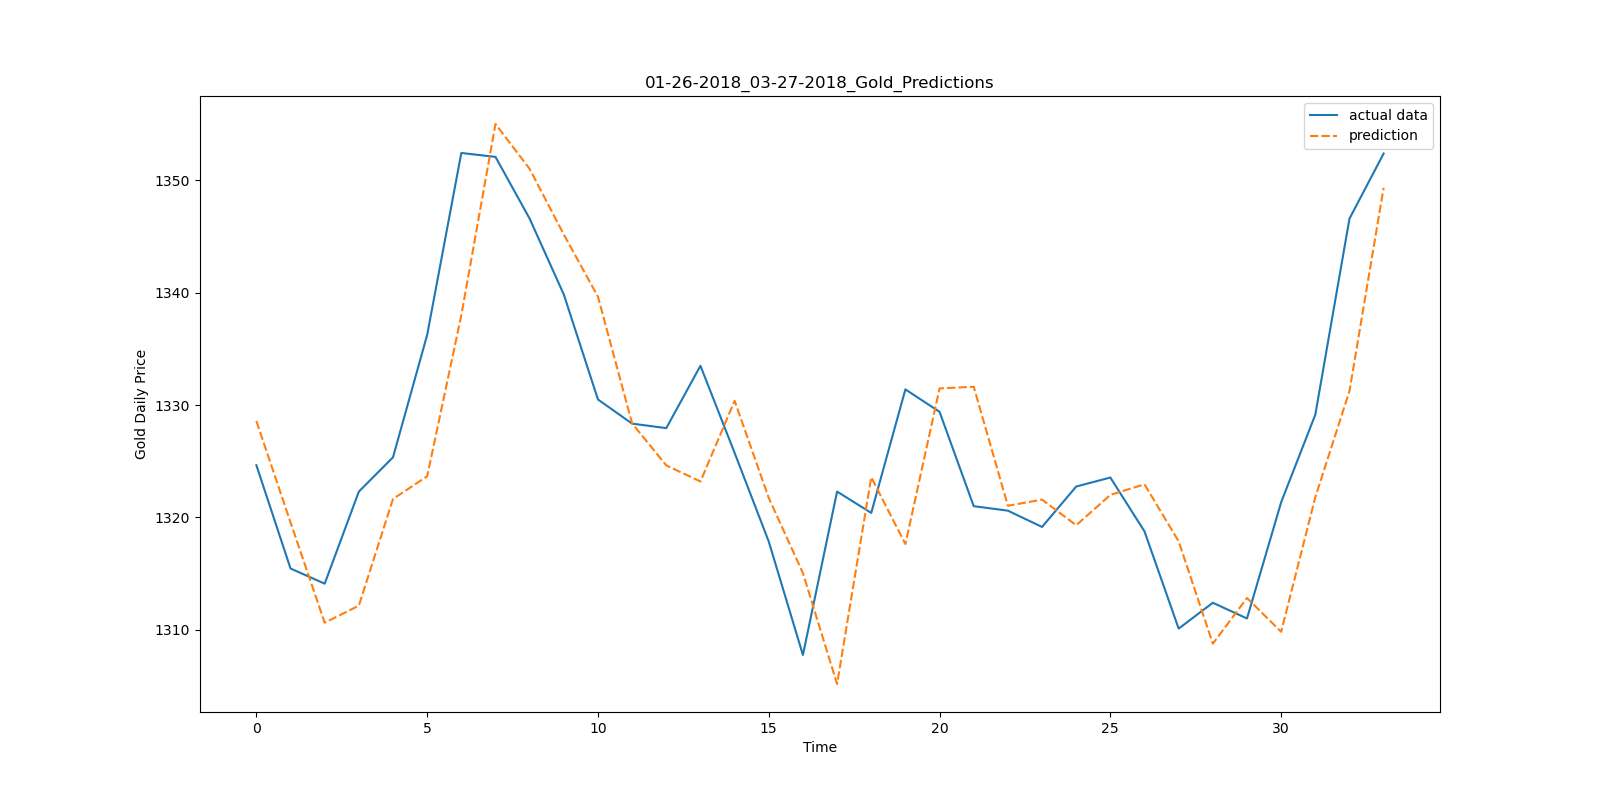 01-26-2018_03-27-2018_Gold_Predictions
actual data
prediction
Gold Daily Price
1350
1340
1330
1320
1310
0 5 10 15 20 25 30
Time